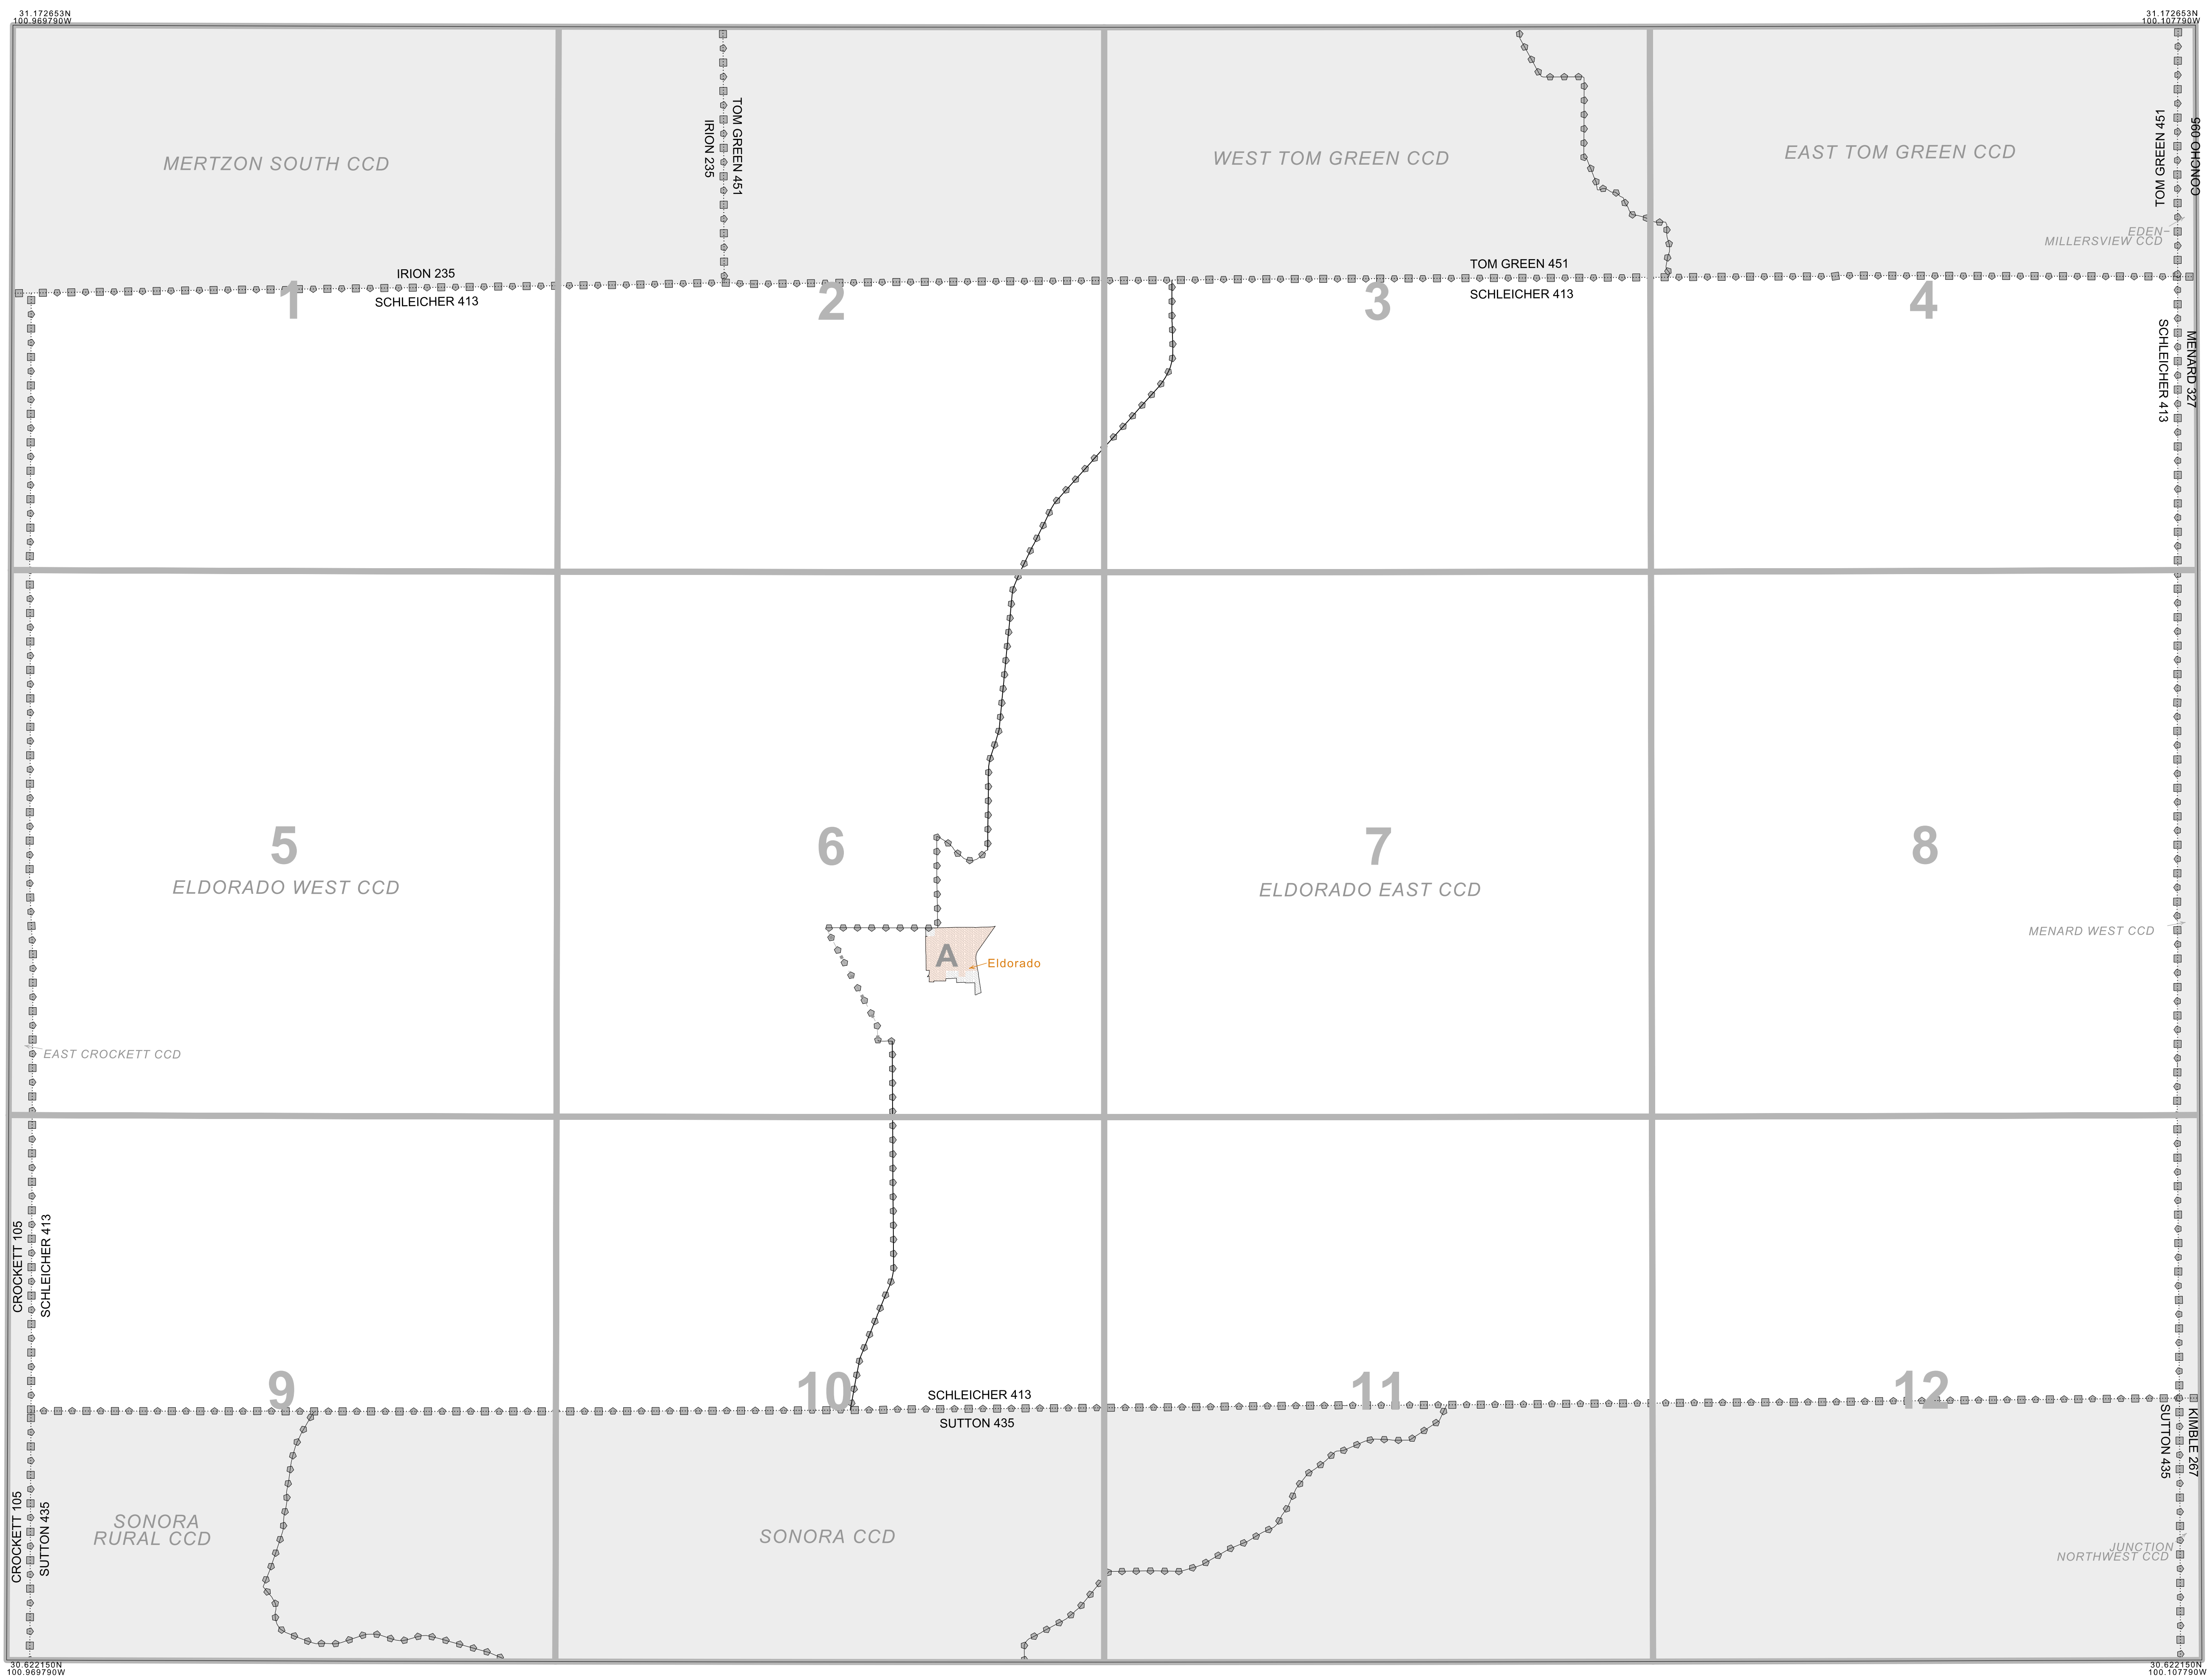 31.172653N
100.969790W
31.172653N
100.107790W
TOM GREEN 451
IRION 235
TOM GREEN 451
CONCHO 095
MERTZON SOUTH CCD
WEST TOM GREEN CCD
EAST TOM GREEN CCD
EDEN-
MILLERSVIEW CCD
IRION 235
SCHLEICHER 413
TOM GREEN 451
SCHLEICHER 413
1
2
3
4
SCHLEICHER 413
MENARD 327
5
6
7
8
ELDORADO WEST CCD
ELDORADO EAST CCD
MENARD WEST CCD
A
Eldorado
EAST CROCKETT CCD
CROCKETT 105
SCHLEICHER 413
9
10
11
12
SCHLEICHER 413
SUTTON 435
SUTTON 435
KIMBLE 267
CROCKETT 105
SUTTON 435
SONORA
RURAL CCD
SONORA CCD
JUNCTION
NORTHWEST CCD
30.622150N
100.969790W
30.622150N
100.107790W